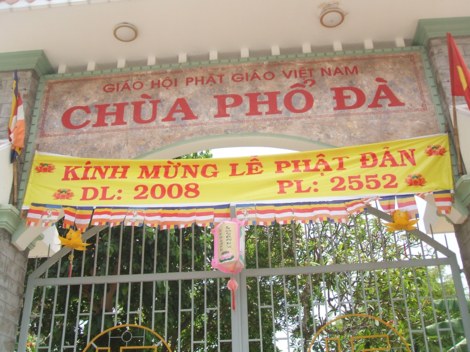 GIÁO HỘI PHẬT GIÁO VIỆT NAM
CHÙA PHỔ ĐÀ
KÍNH MỪNG LỄ PHẬT ĐẢN
DL: 2008 PL: 2552